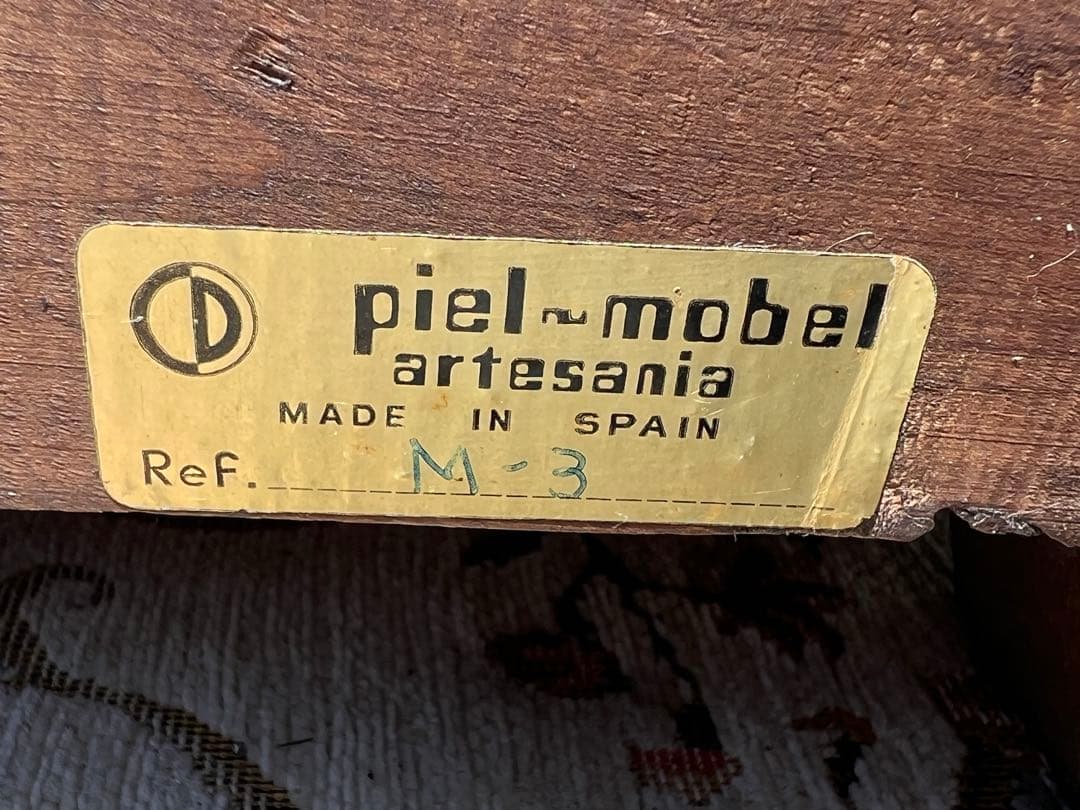 piel~mobel
artesania
MADE IN SPAIN
Ref. M-3